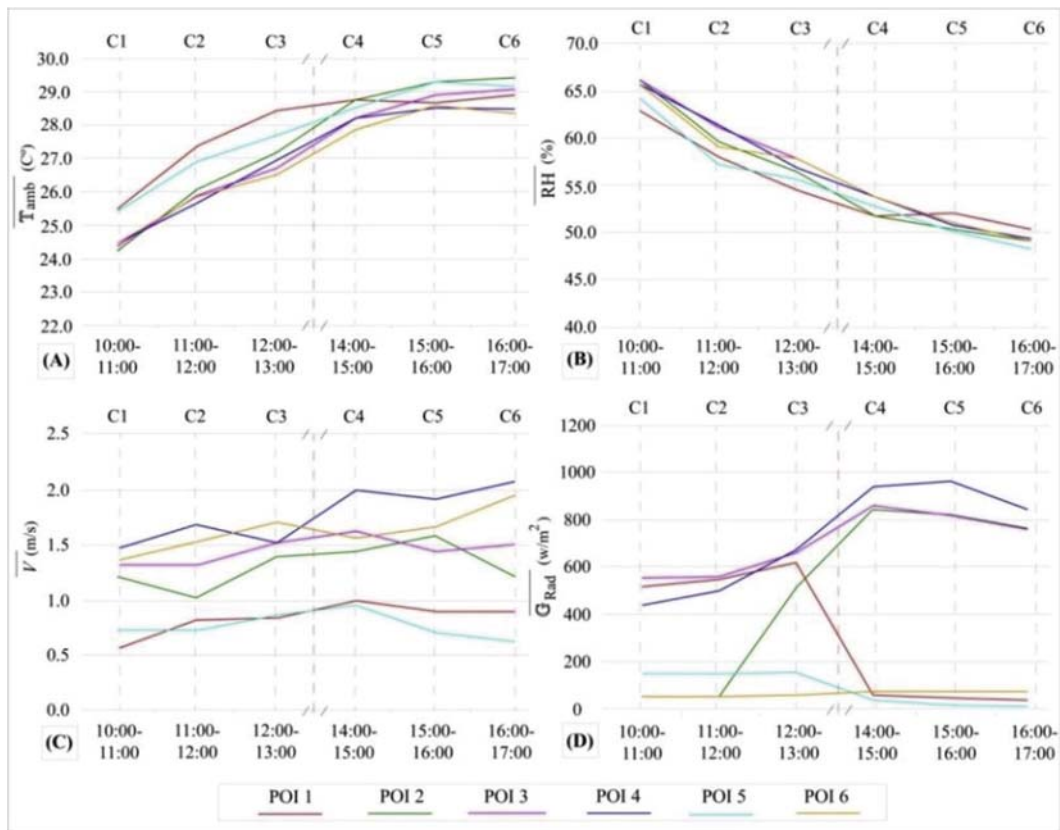 C1 C2 C3 C4 C5 C6
30.0
29.0
28.0
27.0
26.0
25.0
24.0
23.0
22.0
T amb (C°)
(A)
10:00-11:00 11:00-12:00 12:00-13:00 14:00-15:00 15:00-16:00 16:00-17:00
C1 C2 C3 C4 C5 C6
70.0
65.0
60.0
55.0
50.0
45.0
40.0
RH (%)
(B)
10:00-11:00 11:00-12:00 12:00-13:00 14:00-15:00 15:00-16:00 16:00-17:00
C1 C2 C3 C4 C5 C6
2.5
2.0
1.5
1.0
0.5
0.0
V (m/s)
(C)
10:00-11:00 11:00-12:00 12:00-13:00 14:00-15:00 15:00-16:00 16:00-17:00
C1 C2 C3 C4 C5 C6
1200
1000
800
600
400
200
0
G Rad (w/m²)
(D)
10:00-11:00 11:00-12:00 12:00-13:00 14:00-15:00 15:00-16:00 16:00-17:00
POI 1 POI 2 POI 3 POI 4 POI 5 POI 6